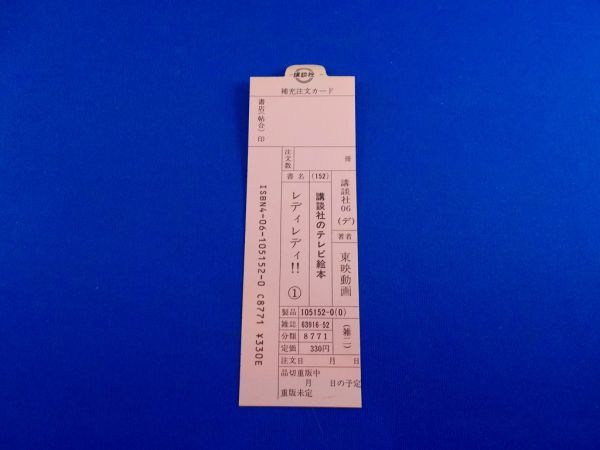 講談社
補充注文カード
書店(帖合)印
注文数
冊
書名
(152)
講談社のテレビ絵本
レディレディ!! ①
講談社06(デ)
著者
東映動画
製品 105152-0(0)
雑誌 63916-52
分類 8771
定価 330円
(雑二)
注文日 月 日
品切重版中
月 日の予定
重版未定
ISBN4-06-105152-0 C8771 ¥330E